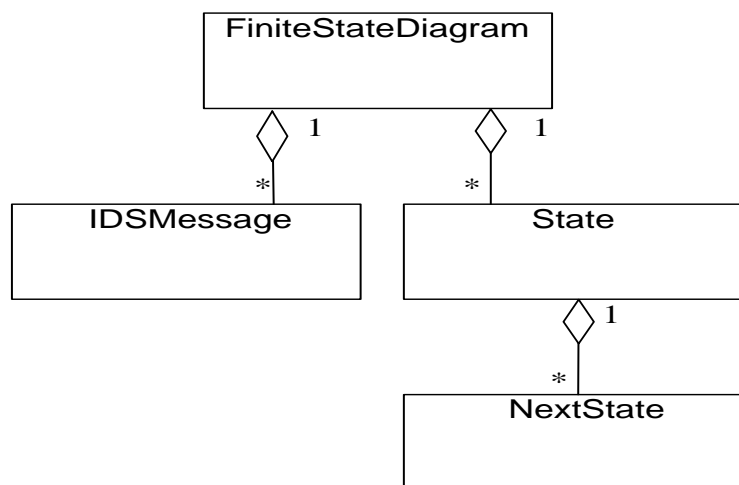 FiniteStateDiagram
1 1
* *
IDSMessage State
1
*
NextState